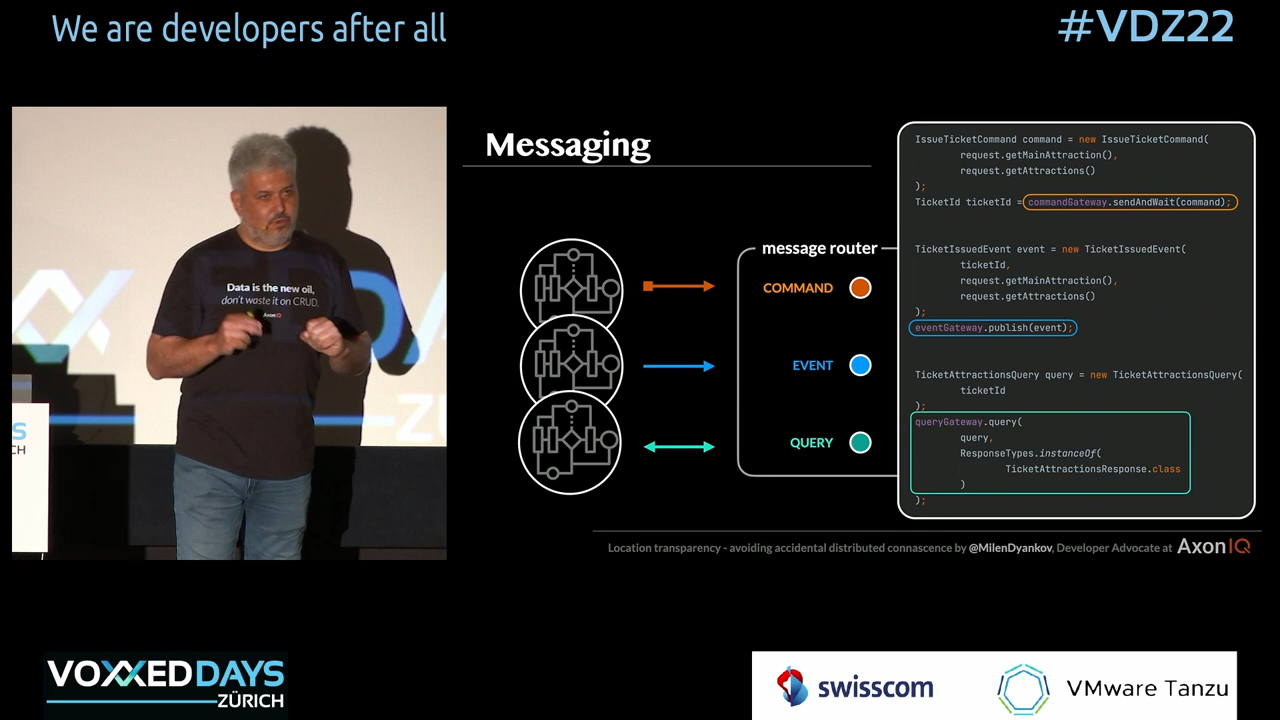 We are developers after all
#VDZ22
Data is the new oil,
don't waste it on CRUD.
AxonIQ
Messaging
message router
COMMAND
EVENT
QUERY
IssueTicketCommand command = new IssueTicketCommand(
request.getMainAttraction(),
request.getAttractions()
);
TicketId ticketId = commandGateway.sendAndWait(command);
TicketIssuedEvent event = new TicketIssuedEvent(
ticketId,
request.getMainAttraction(),
request.getAttractions()
);
eventGateway.publish(event);
TicketAttractionsQuery query = new TicketAttractionsQuery(
ticketId
);
queryGateway.query(
query,
ResponseTypes.instanceOf(
TicketAttractionsResponse.class
)
);
Location transparency - avoiding accidental distributed connascence by @MilenDyankov, Developer Advocate at AxonIQ
VOXXED DAYS
ZÜRICH
swisscom
VMware Tanzu